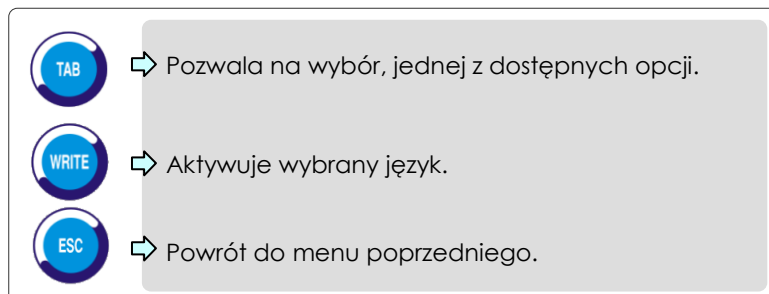 TAB Pozwala na wybór, jednej z dostępnych opcji.
WRITE Aktywuje wybrany język.
ESC Powrót do menu poprzedniego.